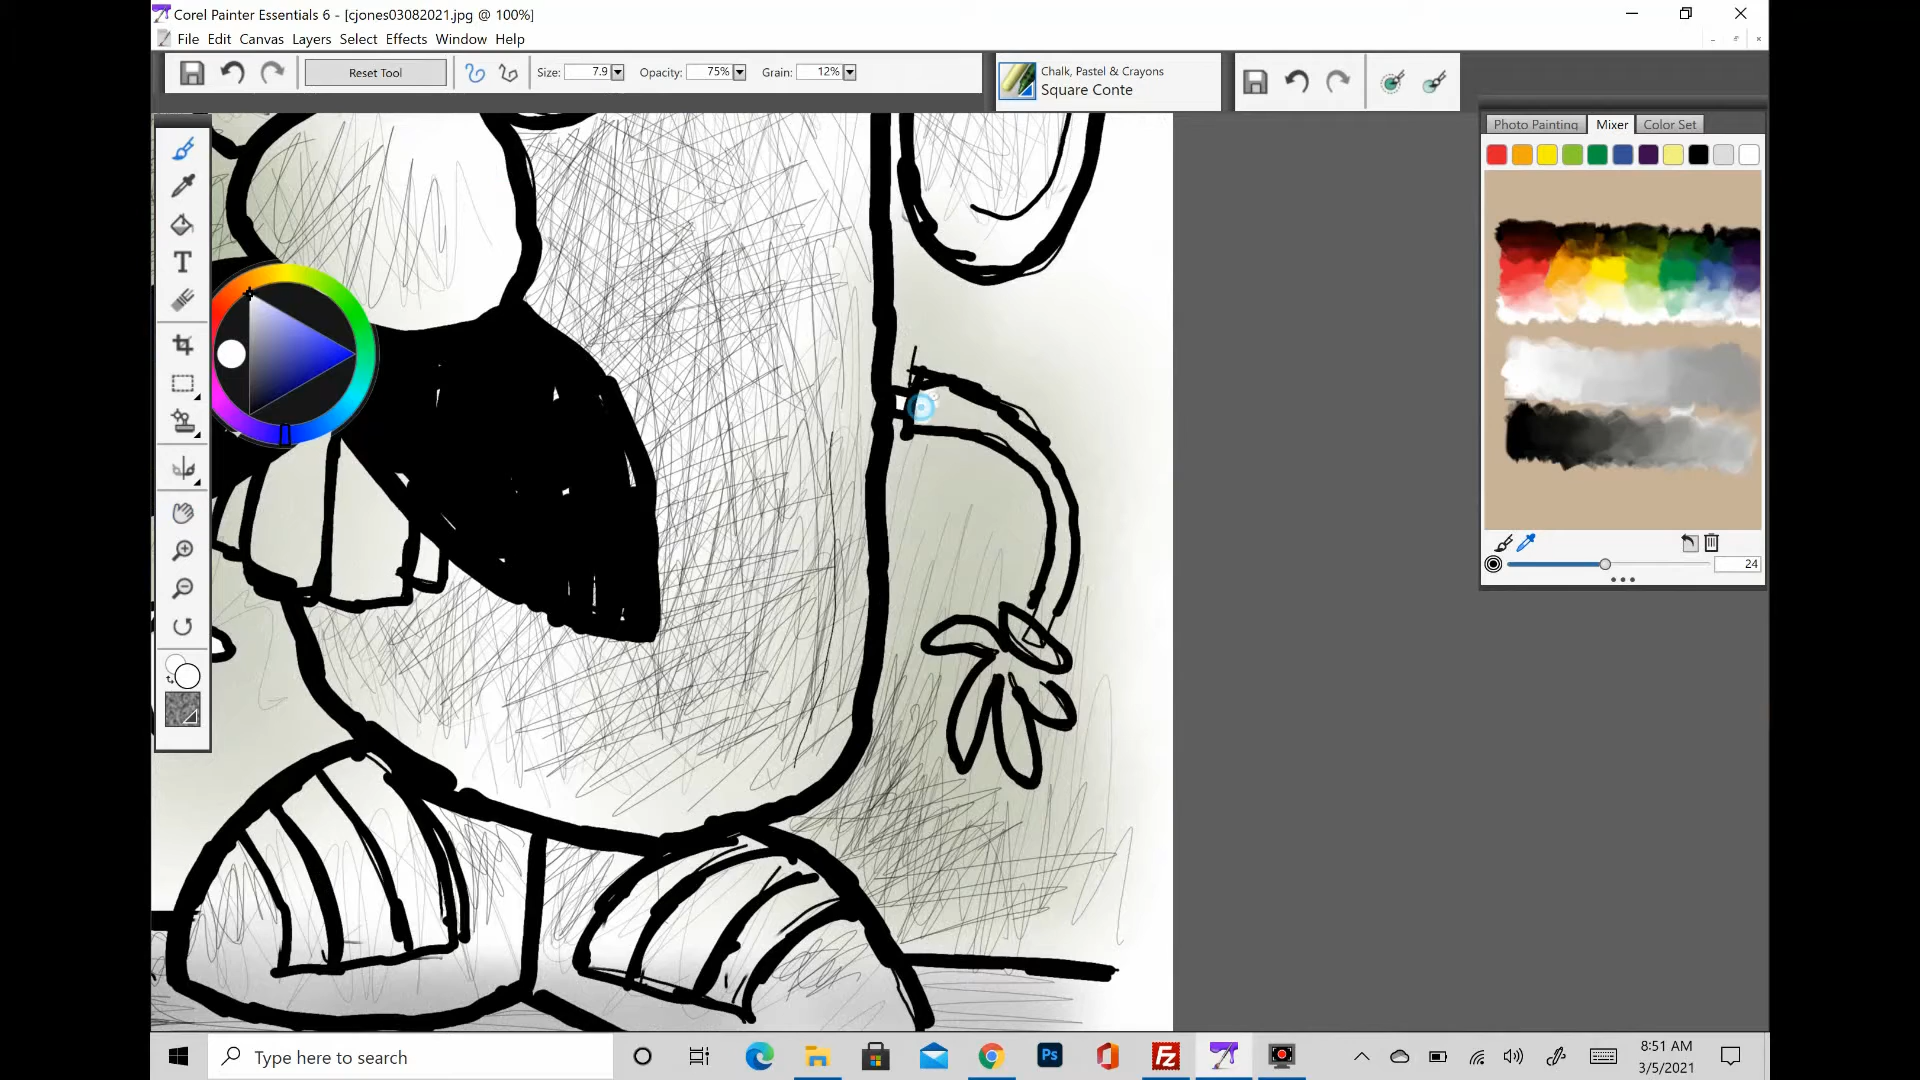 Corel Painter Essentials 6 - [cjones03082021.jpg @ 100%]
File Edit Canvas Layers Select Effects Window Help
Reset Tool
Size: 7.9
Opacity: 75%
Grain: 12%
Chalk, Pastel & Crayons
Square Conte
Photo Painting Mixer Color Set
T
24
Type here to search
Ps
Fz
8:51 AM
3/5/2021